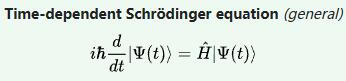 Time-dependent Schrödinger equation (general)
iħ d/dt |Ψ(t)⟩ = Ĥ|Ψ(t)⟩